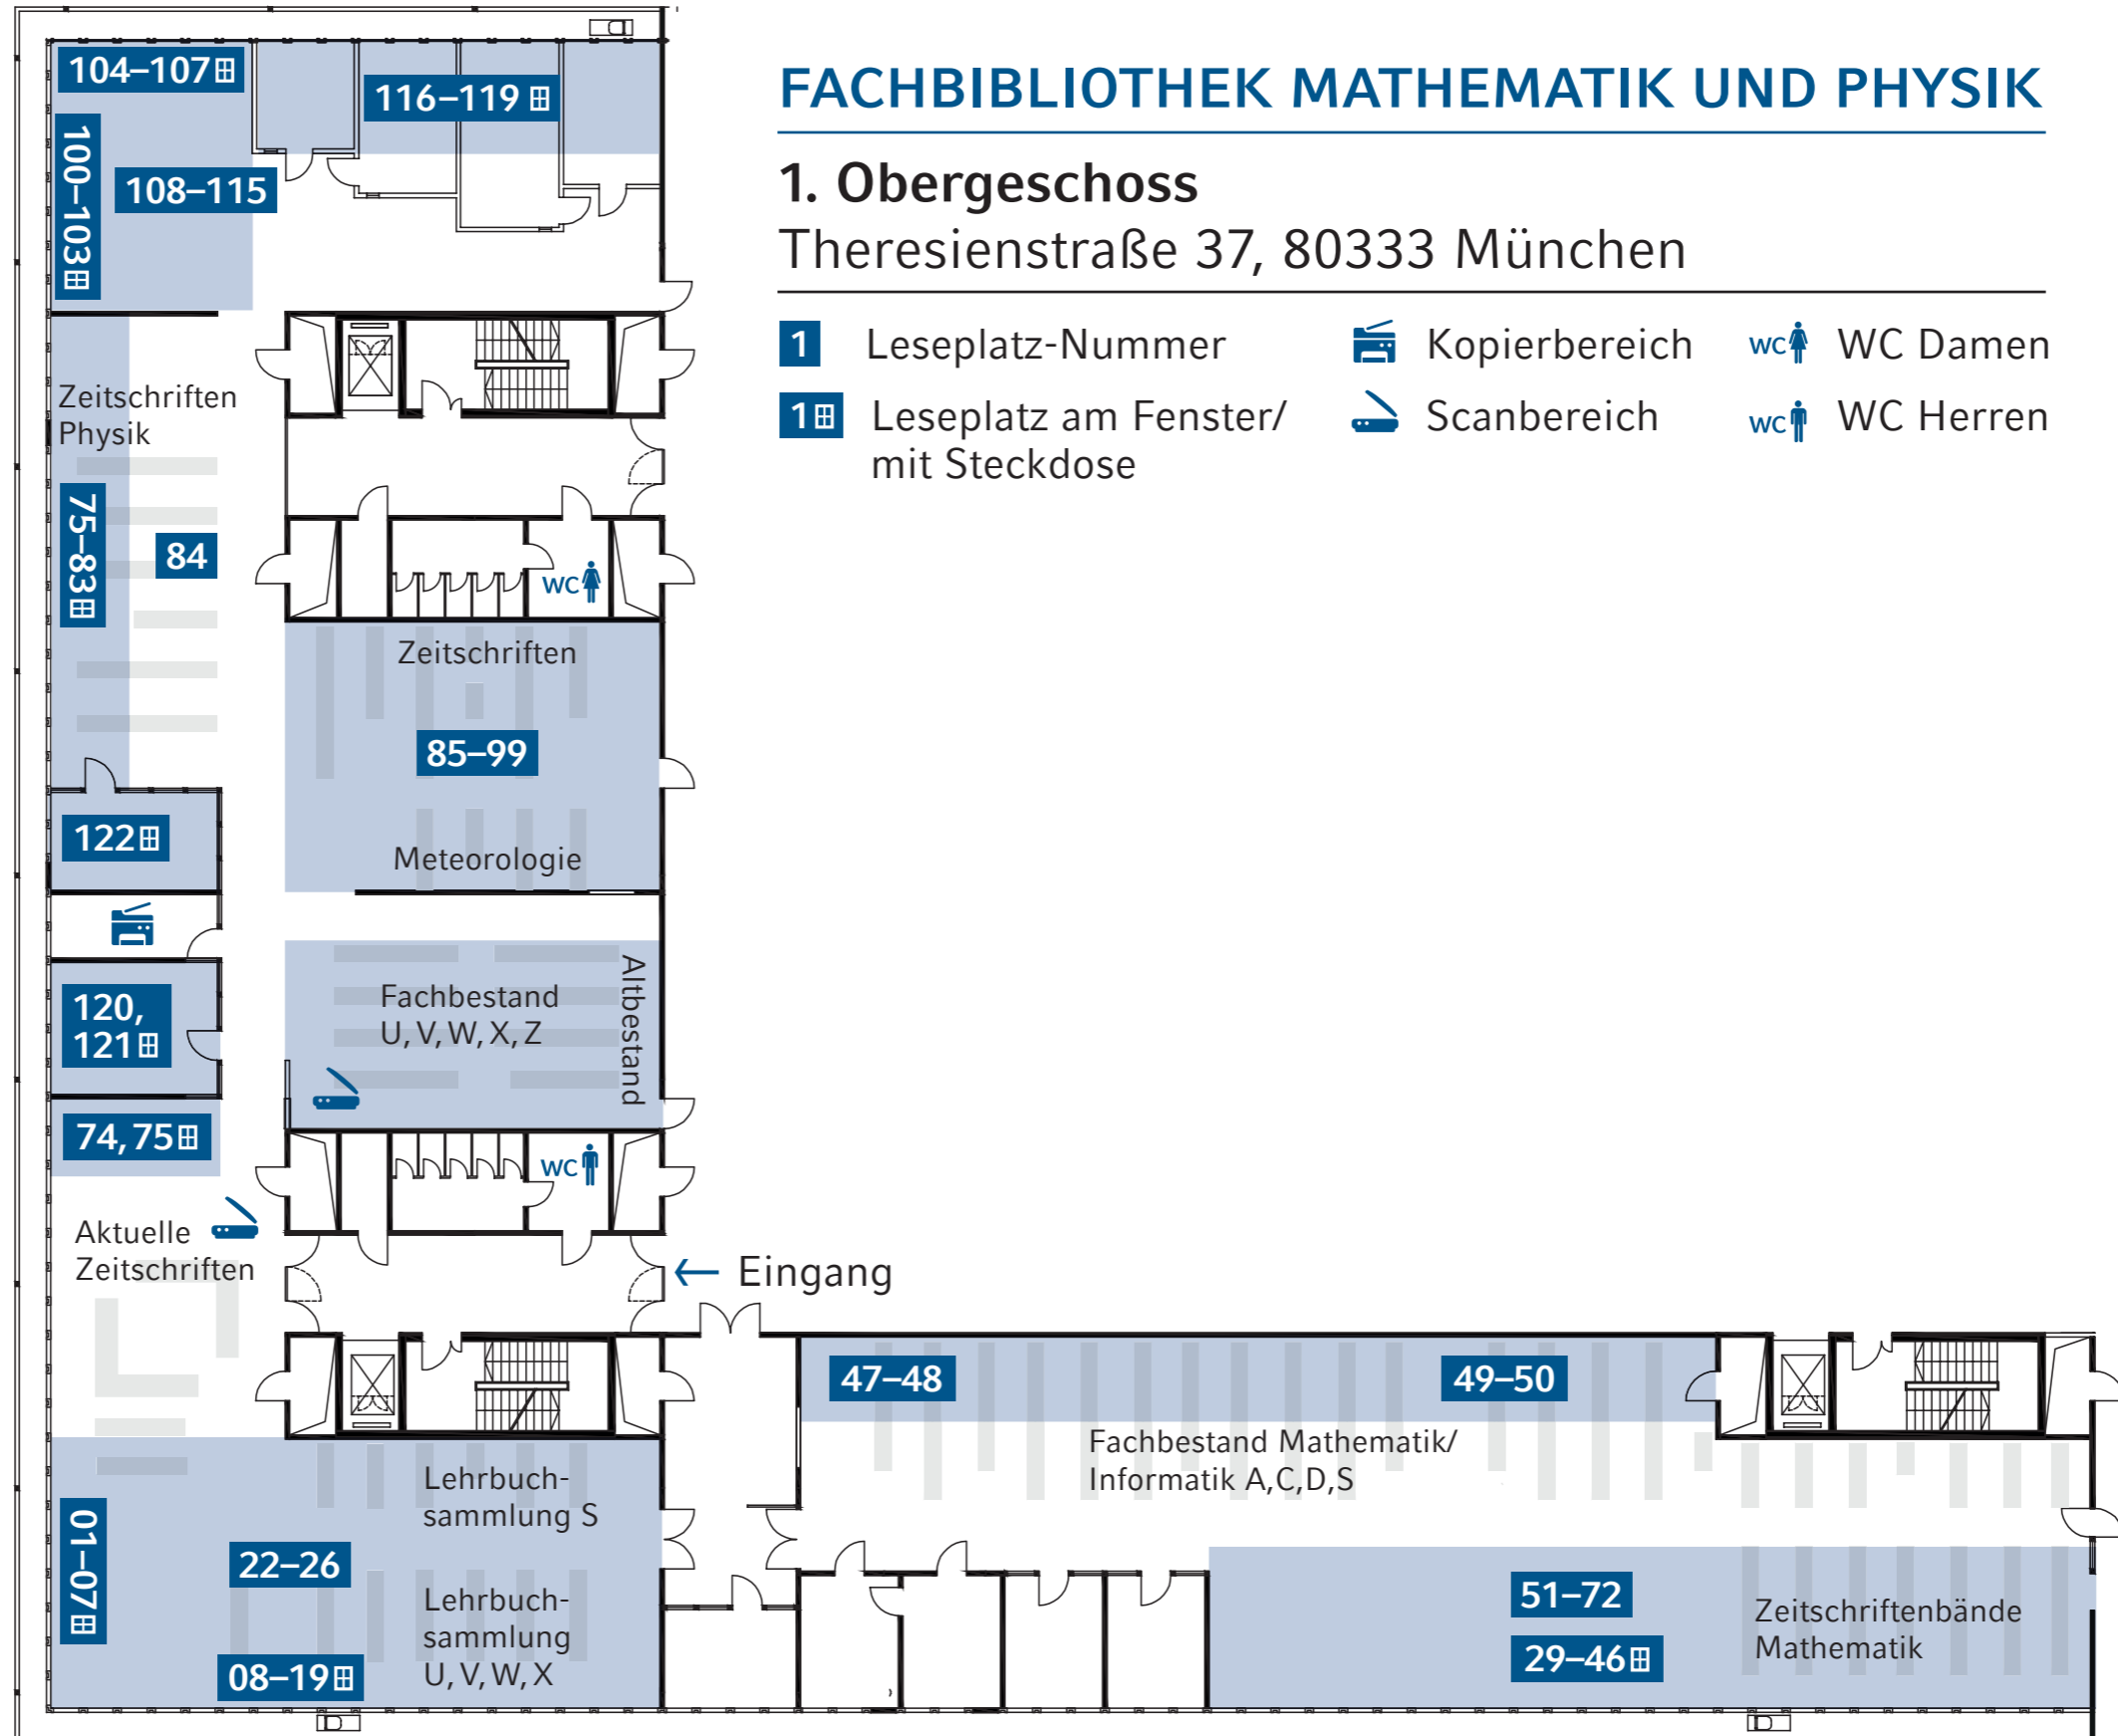 FACHBIBLIOTHEK MATHEMATIK UND PHYSIK
1. Obergeschoss
Theresienstraße 37, 80333 München
1 Leseplatz-Nummer
1 Leseplatz am Fenster/
mit Steckdose
Kopierbereich
Scanbereich
WC WC Damen
WC WC Herren
104–107
116–119
100–103
108–115
Zeitschriften
Physik
75–83
84
WC
Zeitschriften
85–99
Meteorologie
122
120,
121
Fachbestand
U, V, W, X, Z
Altbestand
74, 75
WC
Aktuelle
Zeitschriften
← Eingang
47–48
49–50
Fachbestand Mathematik/
Informatik A,C,D,S
Lehrbuch-
sammlung S
01–07
22–26
Lehrbuch-
sammlung
U, V, W, X
08–19
51–72
29–46
Zeitschriftenbände
Mathematik